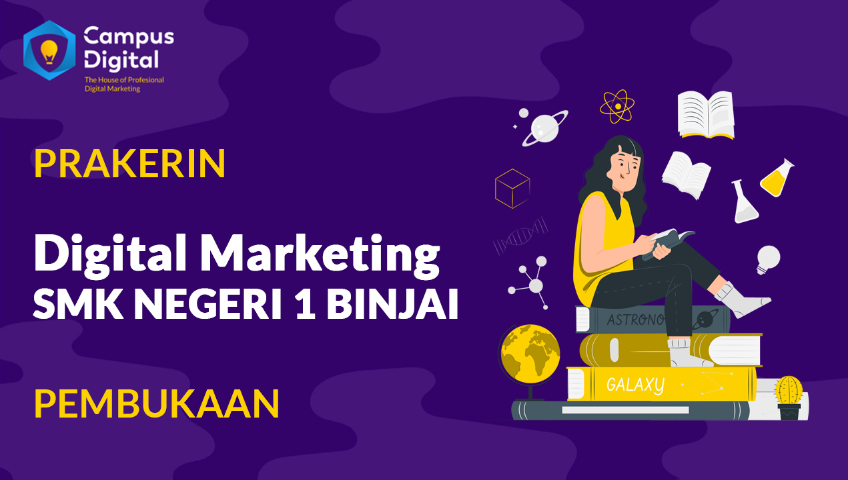 Campus
Digital
The House of Profesional
Digital Marketing
PRAKERIN
Digital Marketing
SMK NEGERI 1 BINJAI
PEMBUKAAN
ASTRONO
GALAXY